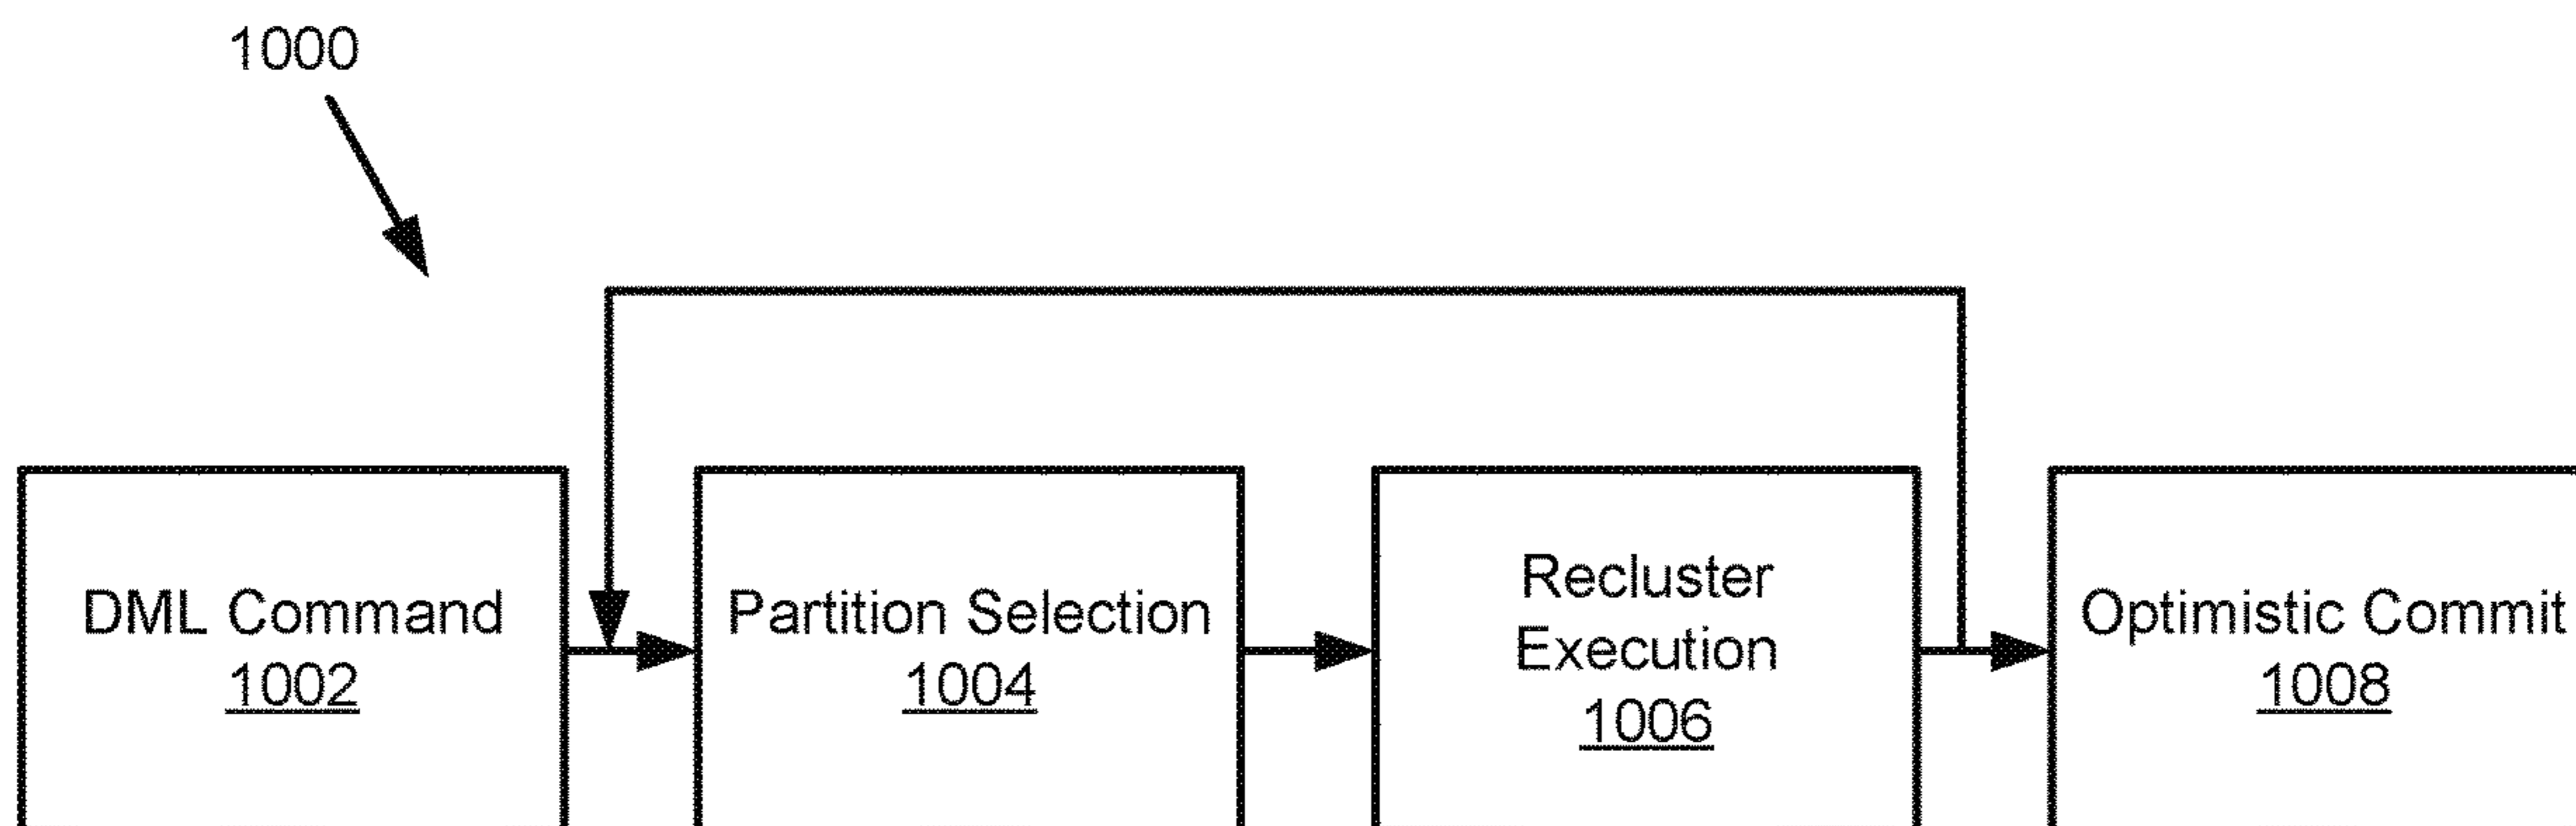 1000
DML Command
1002
Partition Selection
1004
Recluster
Execution
1006
Optimistic Commit
1008